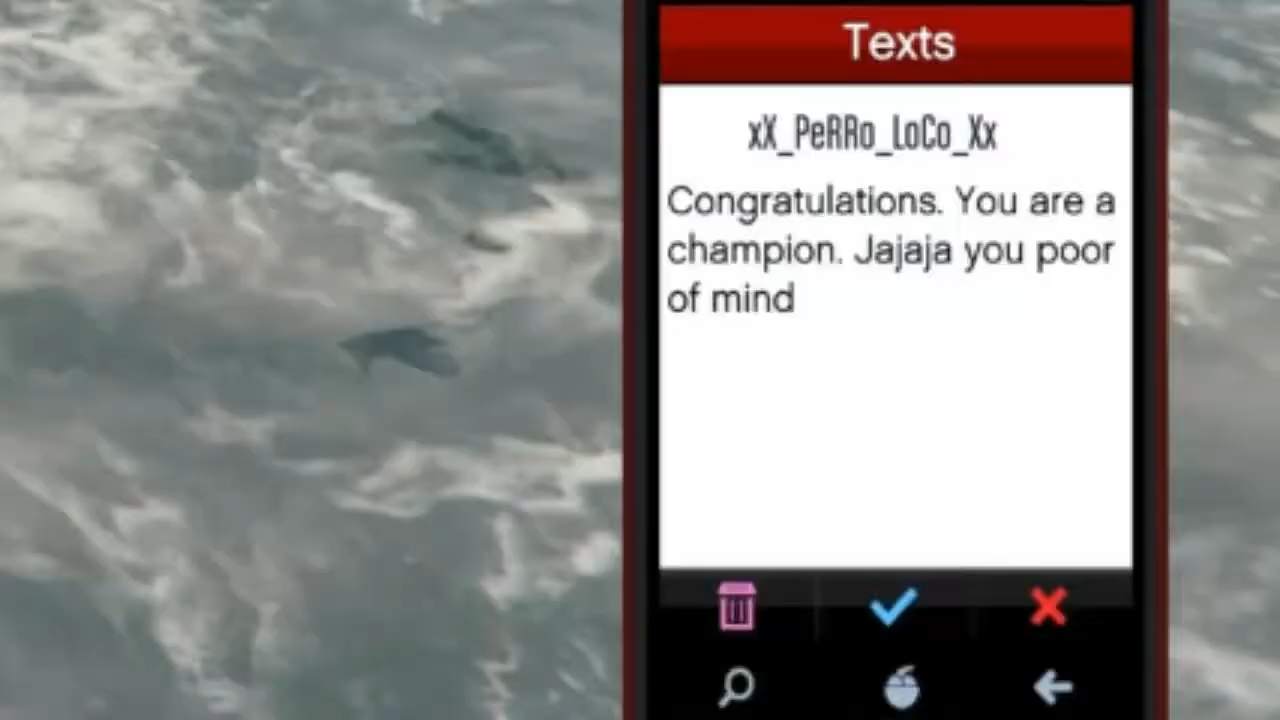 Texts
xX_PeRRo_LoCo_Xx
Congratulations. You are a
champion. Jajaja you poor
of mind